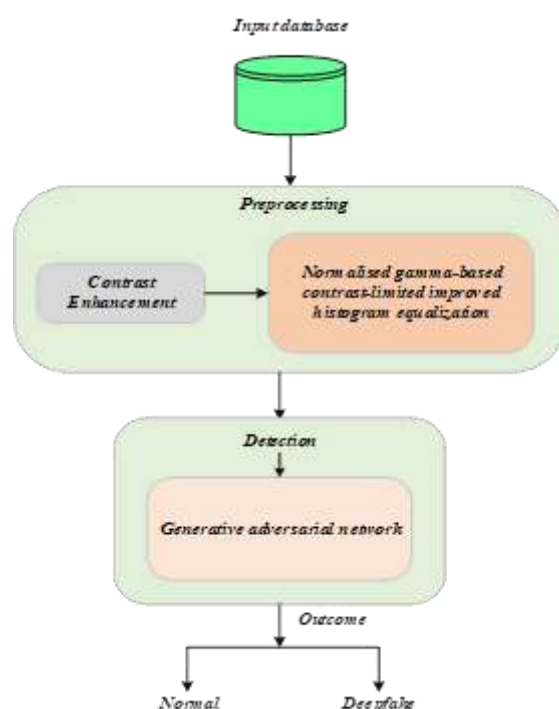 Input database
Preprocessing
Contrast
Enhancement
Normalised gamma-based
contrast-limited improved
histogram equalization
Detection
Generative adversarial network
Outcome
Normal
Deepfake